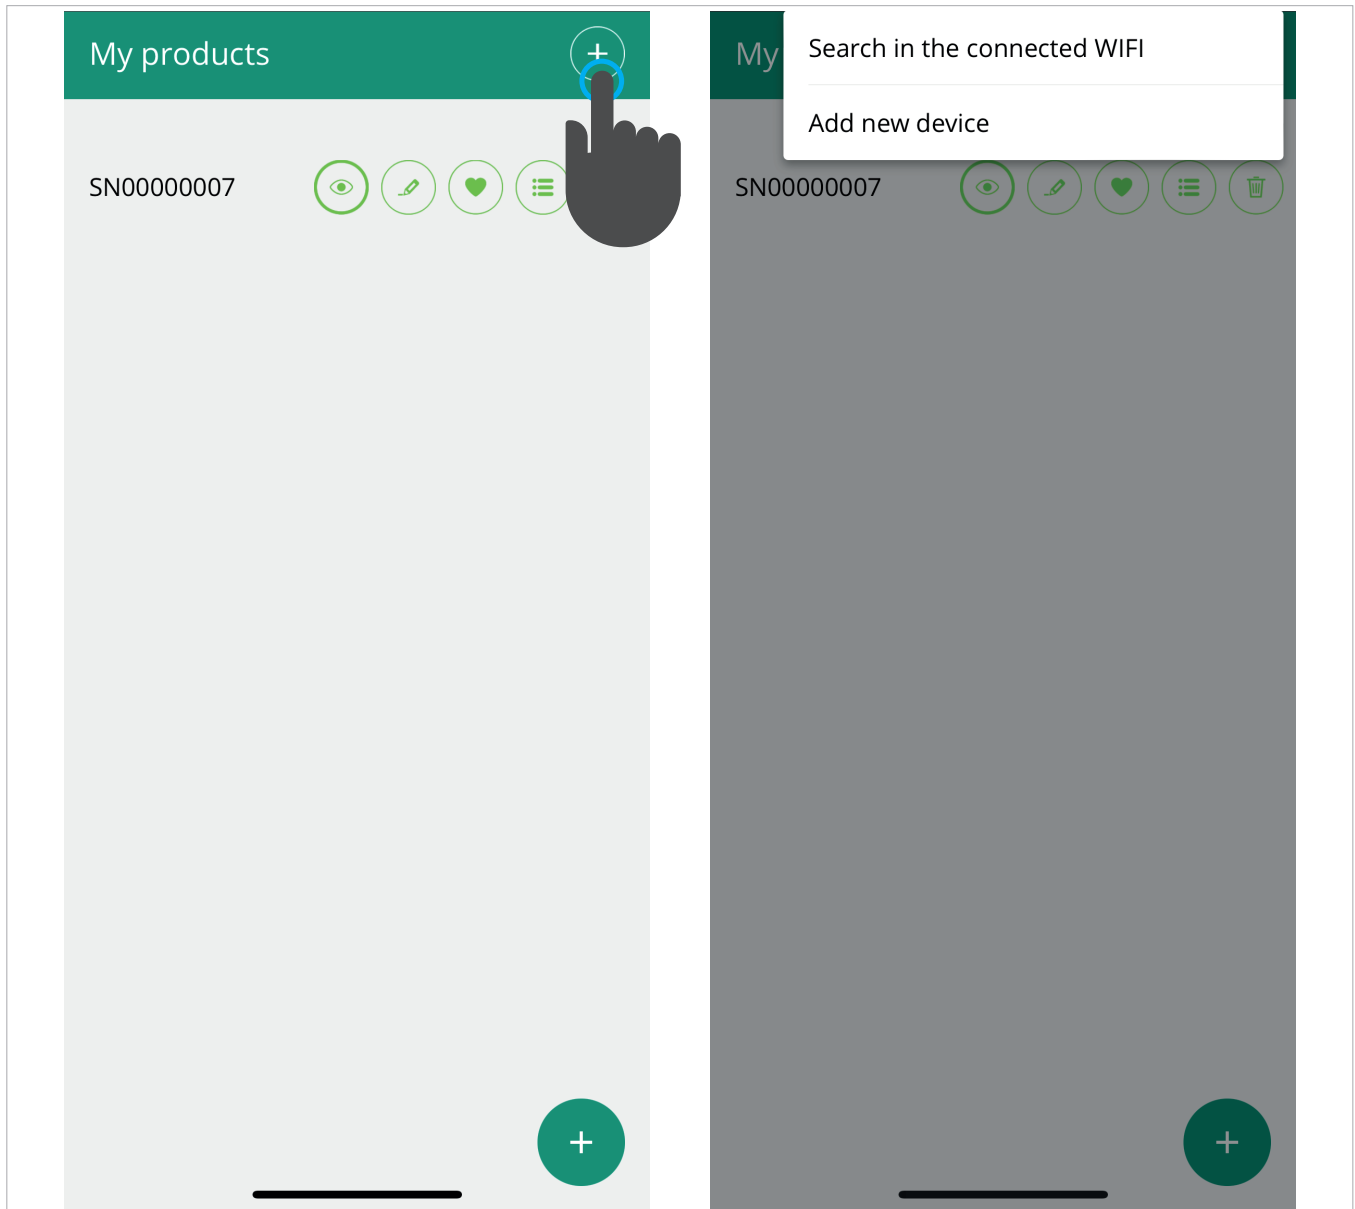 My products
SN00000007
My
Search in the connected WIFI
Add new device
SN00000007